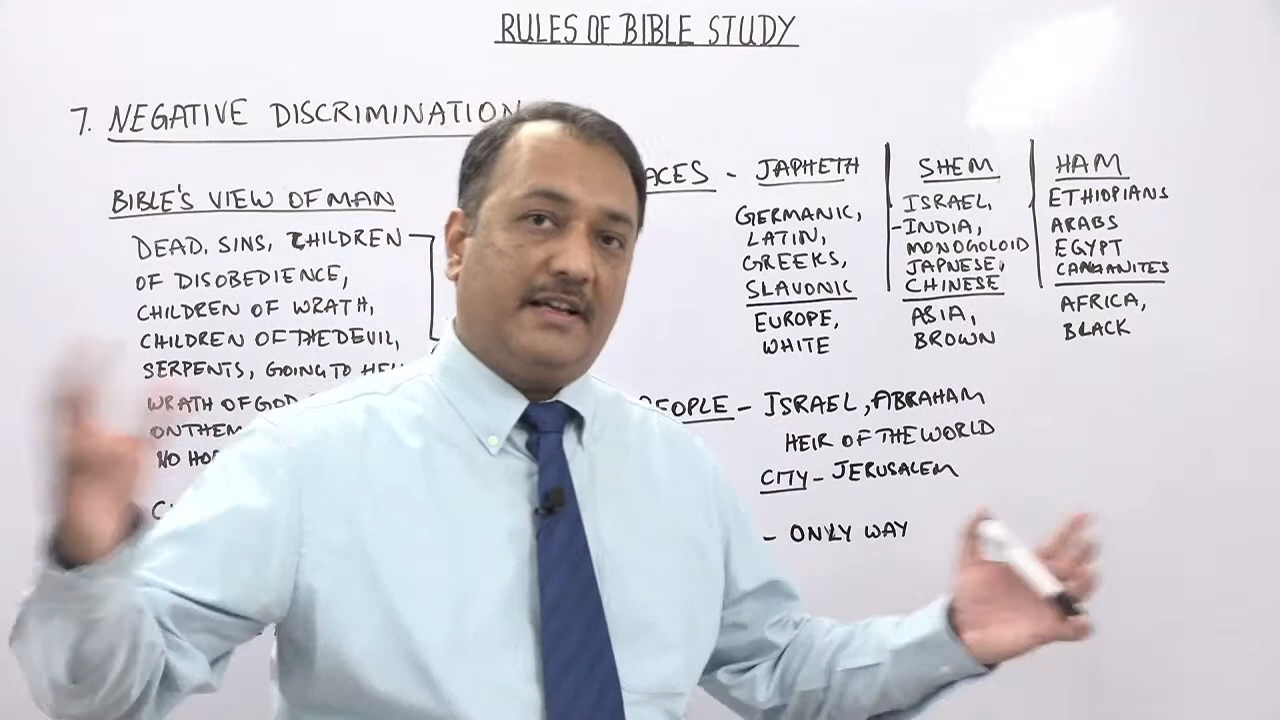 RULES OF BIBLE STUDY
7. NEGATIVE DISCRIMINATION
BIBLE'S VIEW OF MAN
DEAD, SINS, CHILDREN
OF DISOBEDIENCE,
CHILDREN OF WRATH,
CHILDREN OF THE DEVIL,
SERPENTS, GOING TO HEL
WRATH OF GOD
ON THEM
NO HO
ACES - JAPHETH
GERMANIC,
LATIN,
GREEKS,
SLAVONIC
EUROPE,
WHITE
SHEM
ISRAEL,
-INDIA,
MONOGOLOID
JAPNESE,
CHINESE
ASIA,
BROWN
HAM
ETHIOPIANS
ARABS
EGYPT
CANAANITES
AFRICA,
BLACK
EOPLE - ISRAEL, ABRAHAM
HEIR OF THE WORLD
CITY - JERUSALEM
- ONLY WAY